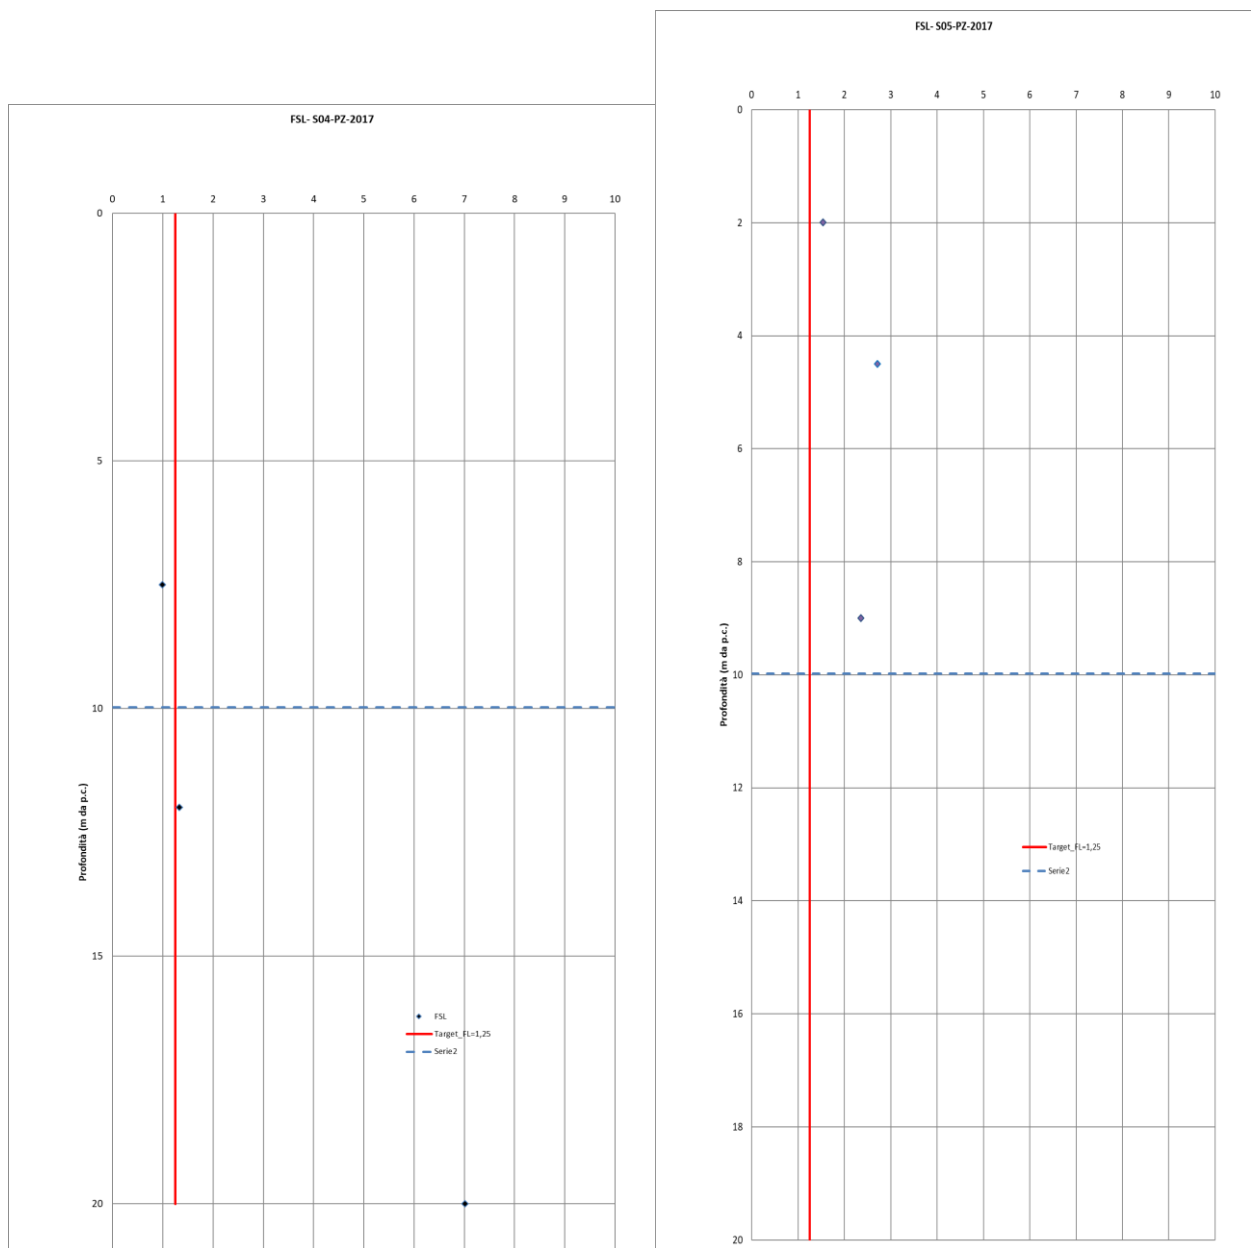 FSL- S04-PZ-2017
0 1 2 3 4 5 6 7 8 9 10
0
5
10
15
20
Profondità (m da p.c.)
FSL
Target_FL=1,25
Serie2
FSL- S05-PZ-2017
0 1 2 3 4 5 6 7 8 9 10
0
2
4
6
8
10
12
14
16
18
20
Profondità (m da p.c.)
Target_FL=1,25
Serie2